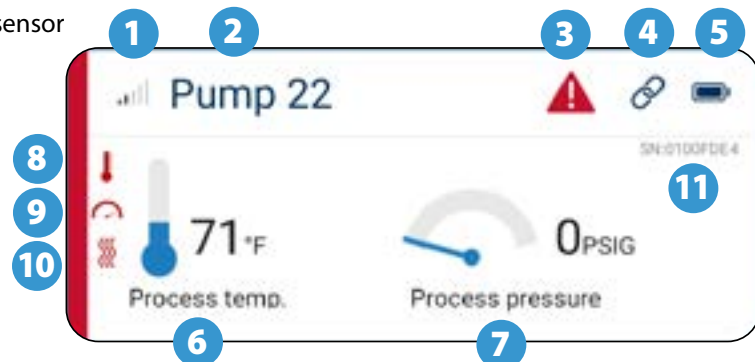 sensor
1 2 3 4 5
Pump 22
SN:0100FDE4
8
11
9
71°F
0PSIG
10
Process temp.
Process pressure
6 7